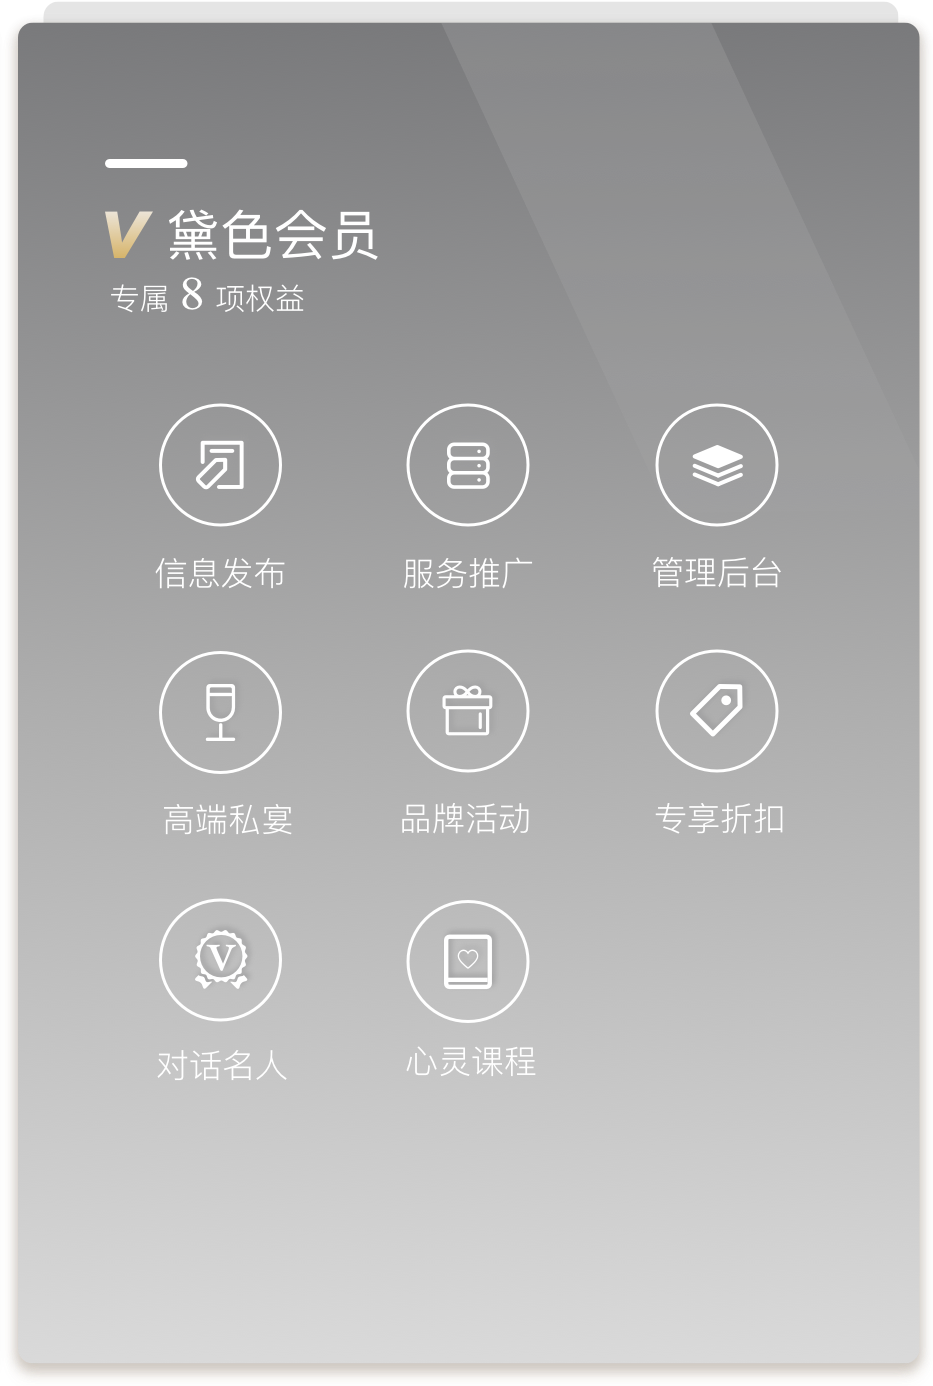 V 黛色会员
专属 8 项权益
信息发布 服务推广 管理后台
高端私宴 品牌活动 专享折扣
V
对话名人 心灵课程